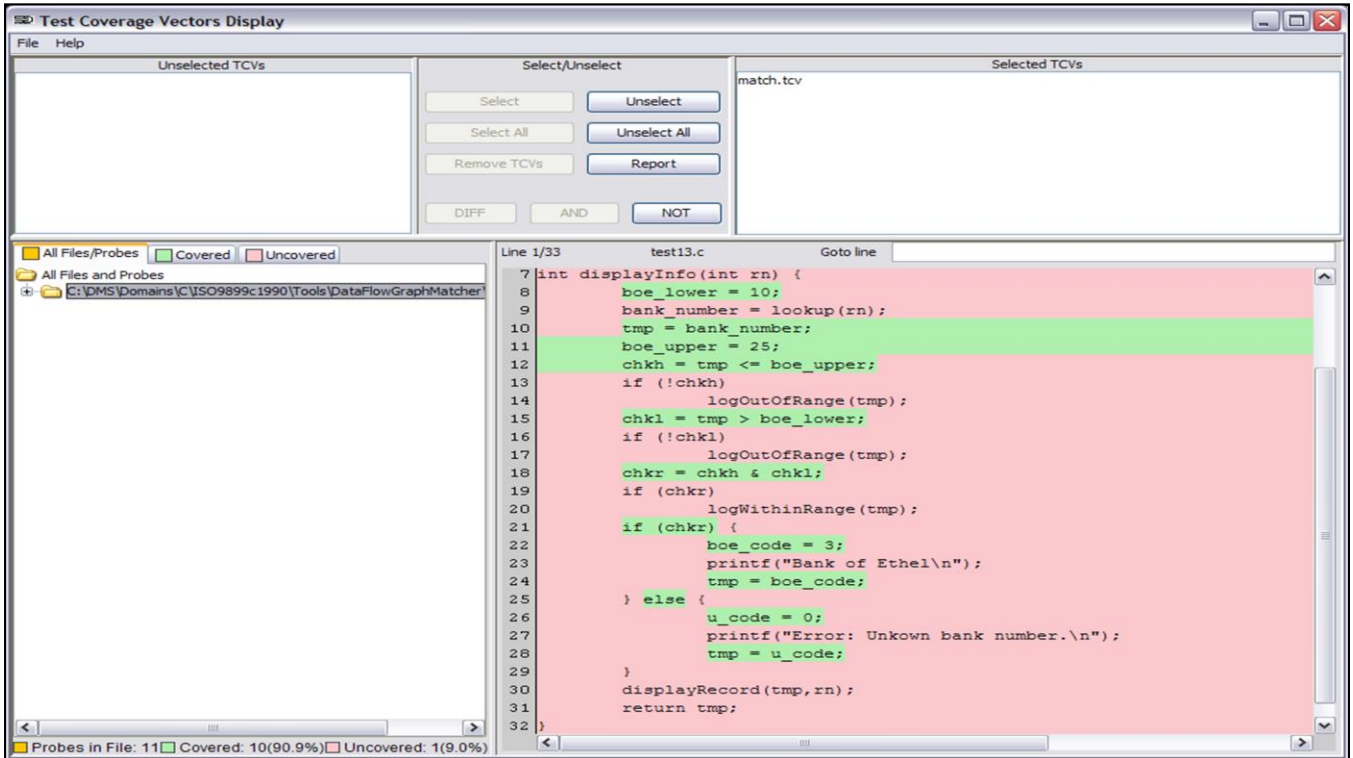 Test Coverage Vectors Display
File Help
Unselected TCVs
Select/Unselect
Selected TCVs
match.tcv
Select Unselect
Select All Unselect All
Remove TCVs Report
DIFF AND NOT
All Files/Probes Covered Uncovered
All Files and Probes
C:\DMS\Domains\C\ISO9899c1990\Tools\DataFlowGraphMatcher\
Probes in File: 11 Covered: 10(90.9%) Uncovered: 1(9.0%)
Line 1/33 test13.c Goto line
7 int displayInfo(int rn) {
8 boe_lower = 10;
9 bank_number = lookup(rn);
10 tmp = bank_number;
11 boe_upper = 25;
12 chkh = tmp <= boe_upper;
13 if (!chkh)
14 logOutOfRange(tmp);
15 chkl = tmp > boe_lower;
16 if (!chkl)
17 logOutOfRange(tmp);
18 chkr = chkh & chkl;
19 if (chkr)
20 logWithinRange(tmp);
21 if (chkr) {
22 boe_code = 3;
23 printf("Bank of Ethel\n");
24 tmp = boe_code;
25 } else {
26 u_code = 0;
27 printf("Error: Unkown bank number.\n");
28 tmp = u_code;
29 }
30 displayRecord(tmp,rn);
31 return tmp;
32 }